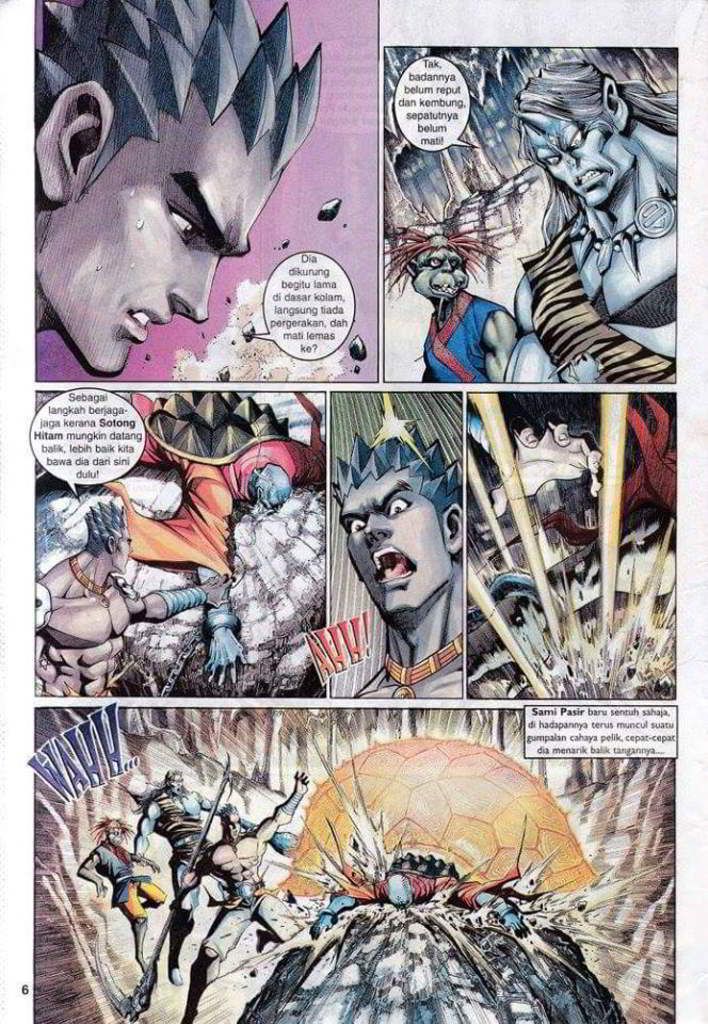 Dia
dikurung
begitu lama
di dasar kolam,
langsung tiada
pergerakan, dah
mati lemas
ke?
Tak,
badannya
belum reput
dan kembung,
sepatutnya
belum
mati!
Sebagai
langkah berjaga-
jaga kerana Sotong
Hitam mungkin datang
balik, lebih baik kita
bawa dia dari sini
dulu!
AHH!
Sami Pasir baru sentuh sahaja,
di hadapannya terus muncul suatu
gumpalan cahaya pelik, cepat-cepat
dia menarik balik tangannya....
WAHH...
6